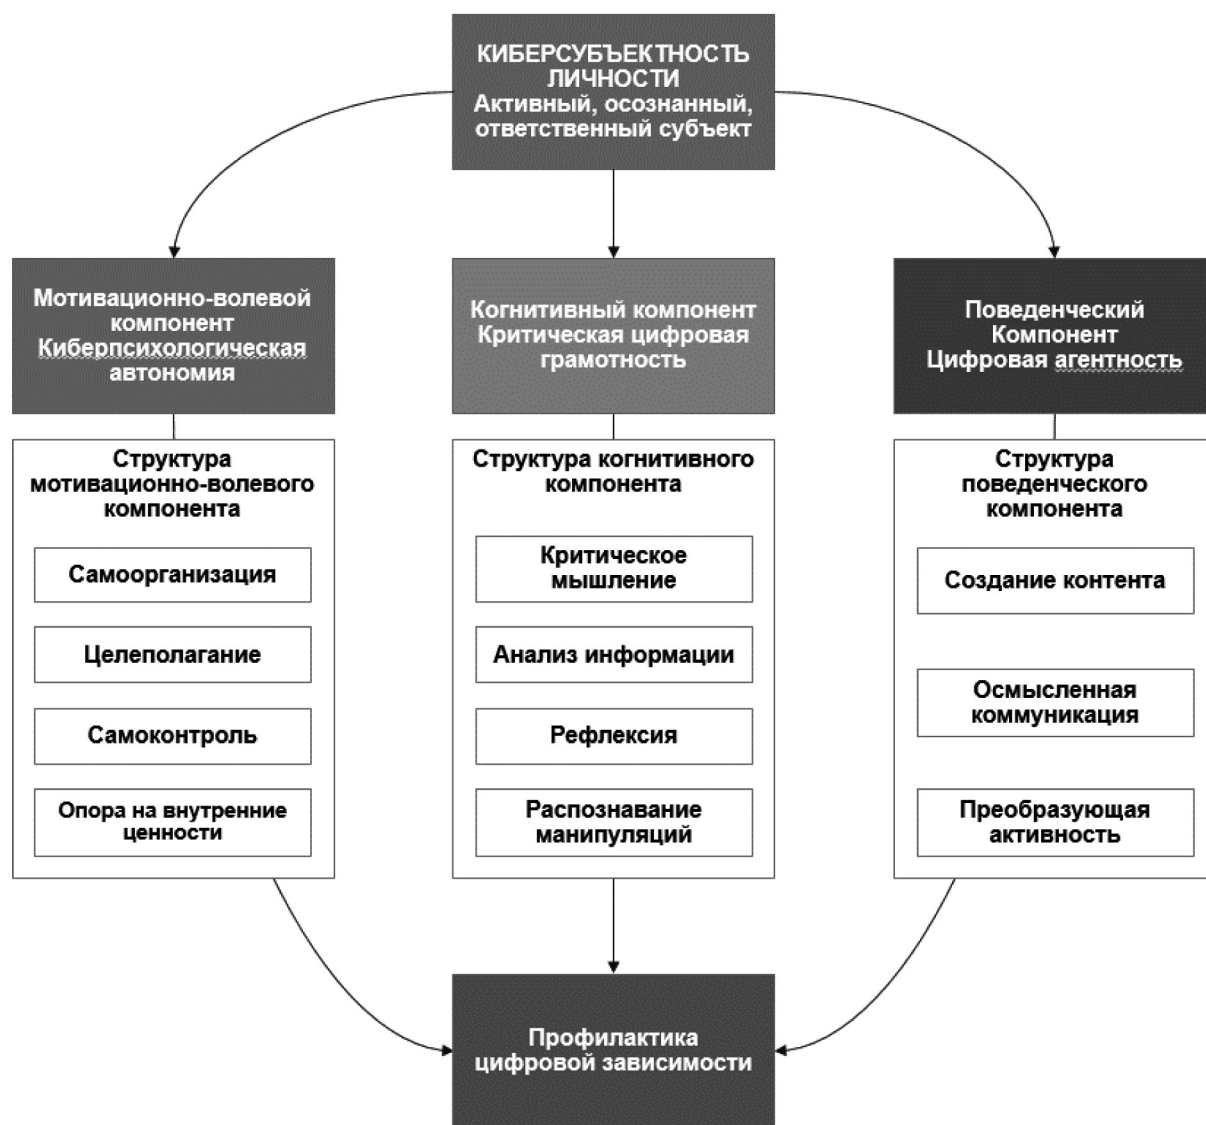 КИБЕРСУБЪЕКТНОСТЬ
ЛИЧНОСТИ
Активный, осознанный,
ответственный субъект
Мотивационно-волевой
компонент
Киберпсихологическая
автономия
Когнитивный компонент
Критическая цифровая
грамотность
Поведенческий
Компонент
Цифровая агентность
Структура
мотивационно-волевого
компонента
Самоорганизация
Целеполагание
Самоконтроль
Опора на внутренние
ценности
Структура когнитивного
компонента
Критическое
мышление
Анализ информации
Рефлексия
Распознавание
манипуляций
Структура
поведенческого
компонента
Создание контента
Осмысленная
коммуникация
Преобразующая
активность
Профилактика
цифровой зависимости